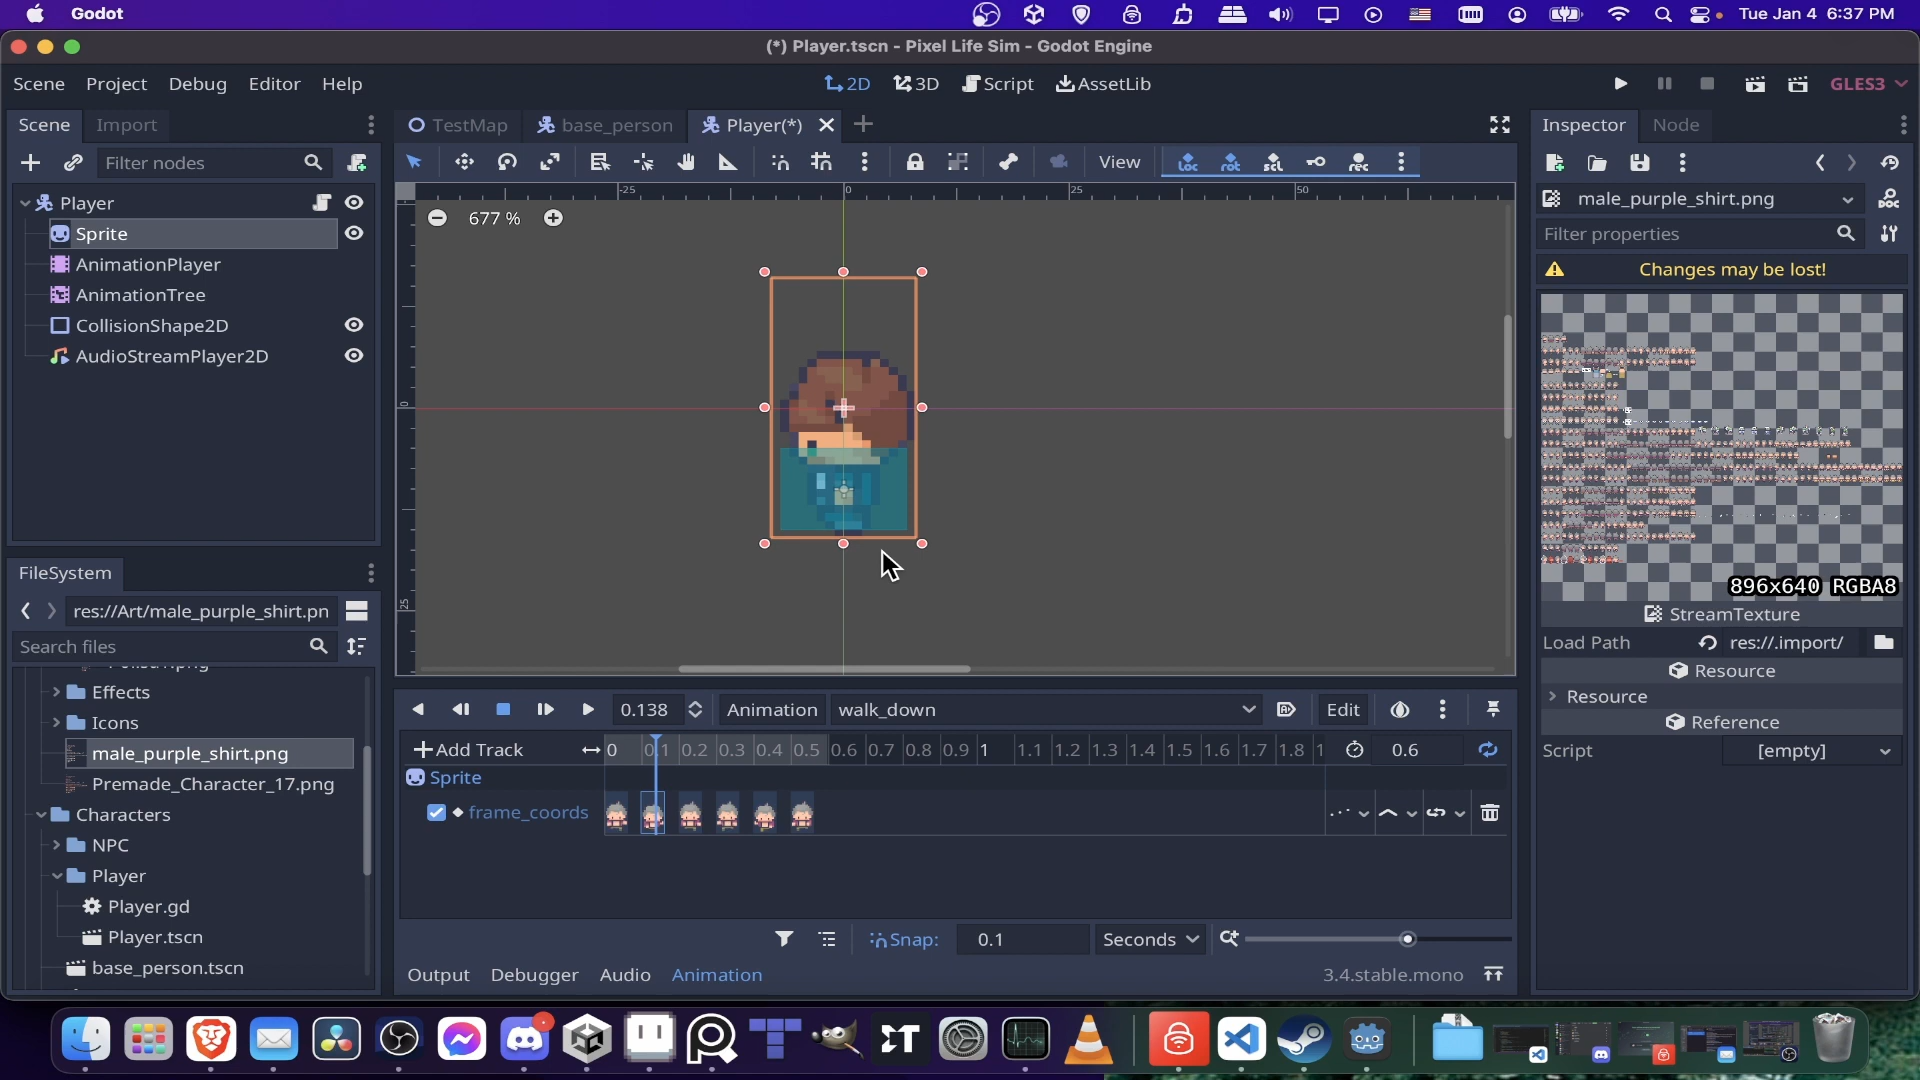 Godot
Tue Jan 4 6:37 PM
(*) Player.tscn - Pixel Life Sim - Godot Engine
Scene Project Debug Editor Help
2D 3D Script AssetLib
GLES3
Scene Import
TestMap base_person Player(*)
Inspector Node
Filter nodes
View
Player
Sprite
AnimationPlayer
AnimationTree
CollisionShape2D
AudioStreamPlayer2D
-25 0 25 50
677 %
0
25
male_purple_shirt.png
Filter properties
Changes may be lost!
896x640 RGBA8
StreamTexture
Load Path res://.import/
Resource
Resource
Reference
Script [empty]
FileSystem
res://Art/male_purple_shirt.pn
Search files
Effects
Icons
male_purple_shirt.png
Premade_Character_17.png
Characters
NPC
Player
Player.gd
Player.tscn
base_person.tscn
0.138 Animation walk_down Edit
Add Track 0 0.1 0.2 0.3 0.4 0.5 0.6 0.7 0.8 0.9 1 1.1 1.2 1.3 1.4 1.5 1.6 1.7 1.8 1 0.6
Sprite
frame_coords
Snap: 0.1 Seconds
Output Debugger Audio Animation 3.4.stable.mono